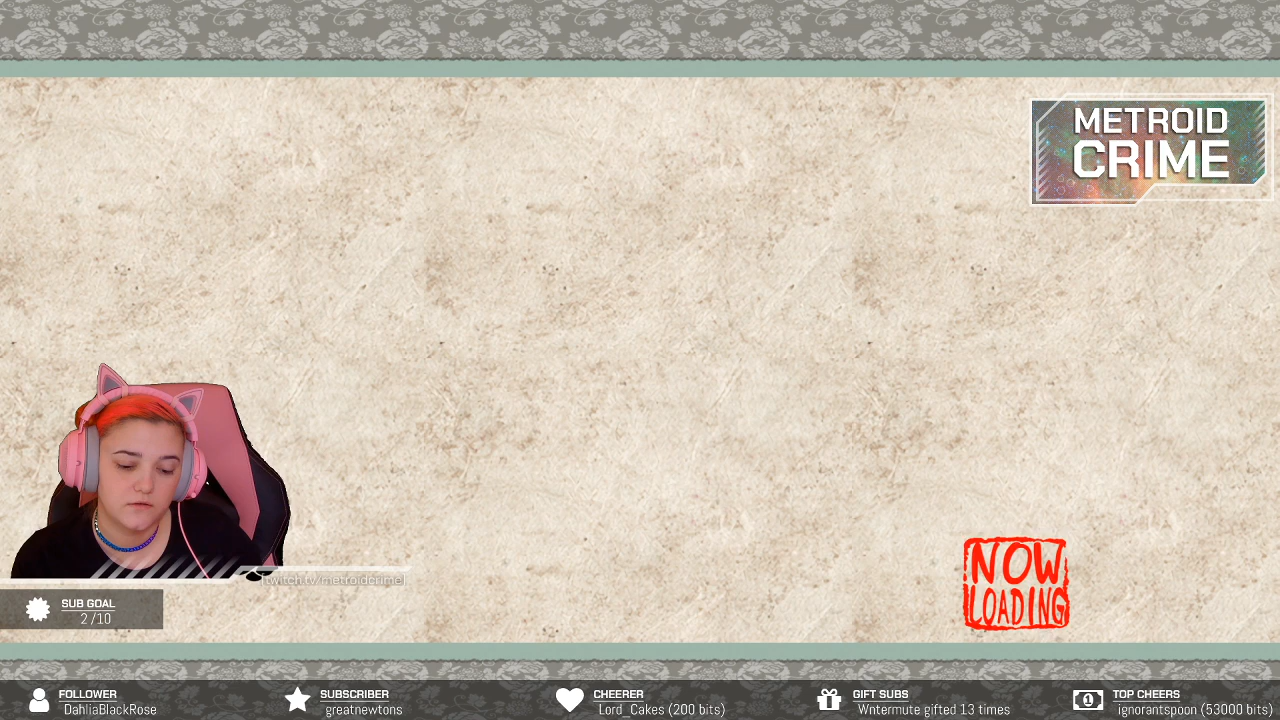 METROID
CRIME
NOW
LOADING
[twitch.tv/metroidcrime]
SUB GOAL
2 /10
FOLLOWER
DahliaBlackRose
SUBSCRIBER
greatnewtons
CHEERER
Lord_Cakes (200 bits)
GIFT SUBS
Wntermute gifted 13 times
TOP CHEERS
ignorantspoon (53000 bits)